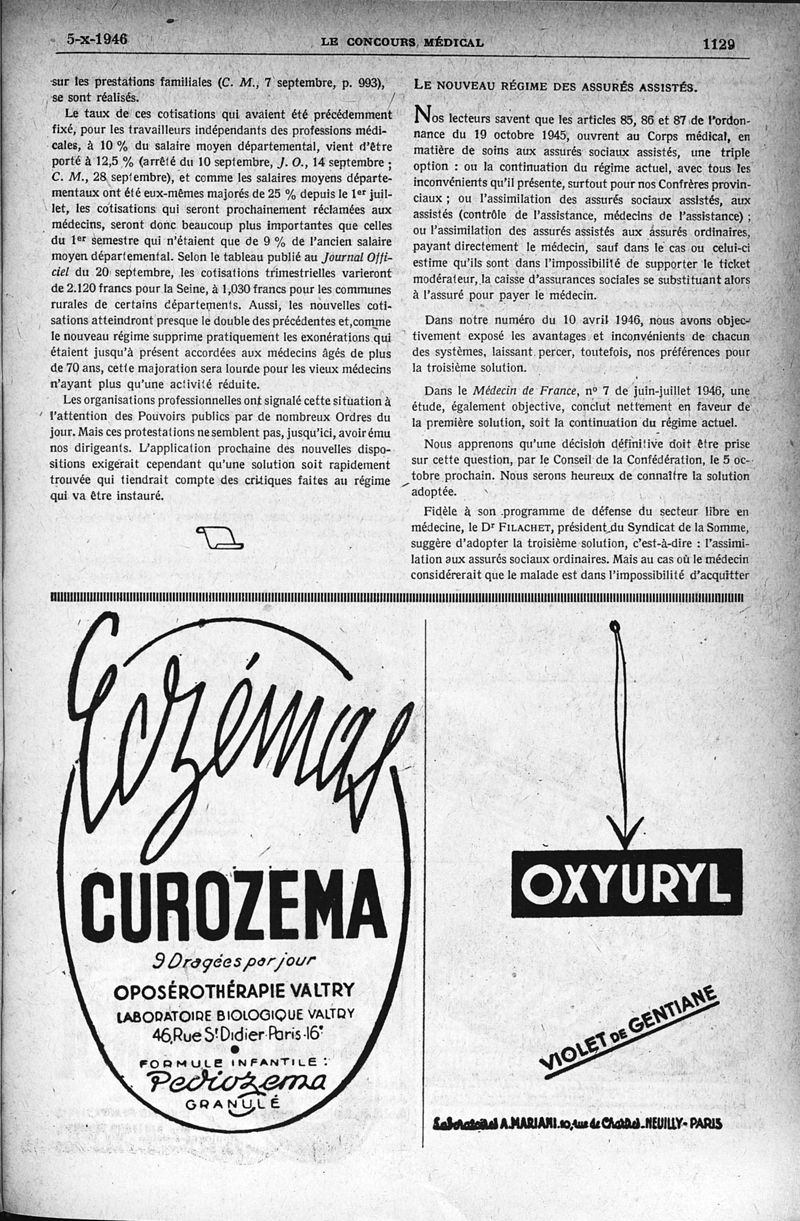 5-x-1946
LE CONCOURS MÉDICAL
1129
sur les prestations familiales (C. M., 7 septembre, p. 993),
se sont réalisés.
Le taux de ces cotisations qui avaient été précédemment
fixé, pour les travailleurs indépendants des professions médi-
cales, à 10 % du salaire moyen départemental, vient d'être
porté à 12,5 % (arrêté du 10 septembre, J. O., 14 septembre ;
C. M., 28 septembre), et comme les salaires moyens départe-
mentaux ont été eux-mêmes majorés de 25 % depuis le 1er juil-
let, les cotisations qui seront prochainement réclamées aux
médecins, seront donc beaucoup plus importantes que celles
du 1er semestre qui n'étaient que de 9 % de l'ancien salaire
moyen départemental. Selon le tableau publié au Journal Offi-
ciel du 20 septembre, les cotisations trimestrielles varieront
de 2.120 francs pour la Seine, à 1,030 francs pour les communes
rurales de certains départements. Aussi, les nouvelles coti-
sations atteindront presque le double des précédentes et, comme
le nouveau régime supprime pratiquement les exonérations qui
étaient jusqu'à présent accordées aux médecins âgés de plus
de 70 ans, cette majoration sera lourde pour les vieux médecins
n'ayant plus qu'une activité réduite.
Les organisations professionnelles ont signalé cette situation à
l'attention des Pouvoirs publics par de nombreux Ordres du
jour. Mais ces protestations ne semblent pas, jusqu'ici, avoir ému
nos dirigeants. L'application prochaine des nouvelles dispo-
sitions exigerait cependant qu'une solution soit rapidement
trouvée qui tiendrait compte des critiques faites au régime
qui va être instauré.
LE NOUVEAU RÉGIME DES ASSURÉS ASSISTÉS.
Nos lecteurs savent que les articles 85, 86 et 87 de l'ordon-
nance du 19 octobre 1945, ouvrent au Corps médical, en
matière de soins aux assurés sociaux assistés, une triple
option : ou la continuation du régime actuel, avec tous les
inconvénients qu'il présente, surtout pour nos Confrères provin-
ciaux ; ou l'assimilation des assurés sociaux assistés, aux
assistés (contrôle de l'assistance, médecins de l'assistance) ;
ou l'assimilation des assurés assistés aux assurés ordinaires,
payant directement le médecin, sauf dans le cas ou celui-ci
estime qu'ils sont dans l'impossibilité de supporter le ticket
modérateur, la caisse d'assurances sociales se substituant alors
à l'assuré pour payer le médecin.
Dans notre numéro du 10 avril 1946, nous avons objec-
tivement exposé les avantages et inconvénients de chacun
des systèmes, laissant percer, toutefois, nos préférences pour
la troisième solution.
Dans le Médecin de France, n° 7 de juin-juillet 1946, une
étude, également objective, conclut nettement en faveur de
la première solution, soit la continuation du régime actuel.
Nous apprenons qu'une décision définitive doit être prise
sur cette question, par le Conseil de la Confédération, le 5 oc-
tobre prochain. Nous serons heureux de connaître la solution
adoptée.
Fidèle à son programme de défense du secteur libre en
médecine, le Dr FILACHET, président du Syndicat de la Somme,
suggère d'adopter la troisième solution, c'est-à-dire : l'assimi-
lation aux assurés sociaux ordinaires. Mais au cas où le médecin
considérerait que le malade est dans l'impossibilité d'acquitter
Eczémas
CUROZEMA
9 Dragées par jour
OPOSÉROTHÉRAPIE VALTRY
LABORATOIRE BIOLOGIQUE VALTRY
46, Rue St Didier Paris-16e
FORMULE INFANTILE :
Pediozema
GRANULÉ
OXYURYL
VIOLET DE GENTIANE
Laboratoires A. MARIANI. 10, rue de Chartres - NEUILLY - PARIS